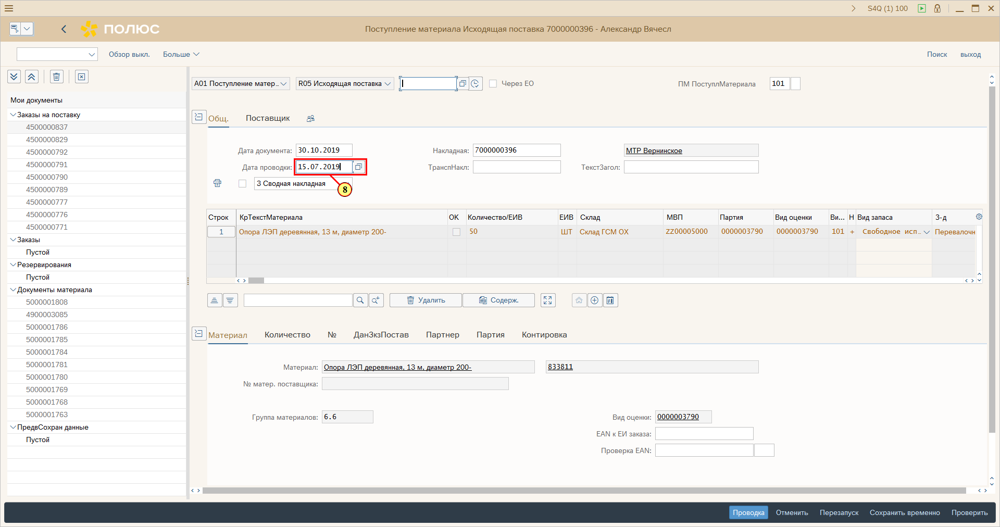 S4Q (1) 100
ПОЛЮС
Поступление материала Исходящая поставка 7000000396 - Александр Вячесл
Обзор выкл. Больше Поиск выход
A01 Поступление матер... R05 Исходящая поставка Через ЕО ПМ ПоступлМатериала 101
Мои документы
Заказы на поставку
4500000837
4500000829
4500000792
4500000791
4500000790
4500000789
4500000777
4500000776
4500000771
Заказы
Пустой
Резервирования
Пустой
Документы материала
5000001808
4900003085
5000001786
5000001785
5000001784
5000001781
5000001780
5000001769
5000001768
5000001763
ПредвСохран данные
Пустой
Общ. Поставщик
Дата документа: 30.10.2019 Накладная: 7000000396 МТР Вернинское
Дата проводки: 15.07.2019 ТранспНакл: ТекстЗагол:
3 Сводная накладная
8
Строк КрТекстМатериала OK Количество/ЕИВ ЕИВ Склад МВП Партия Вид оценки Ви... Н Вид запаса З-д
1 Опора ЛЭП деревянная, 13 м, диаметр 200- 50 ШТ Склад ГСМ ОХ ZZ00005000 0000003790 0000003790 101 + Свободное исп... Перевалочн
Удалить Содерж.
Материал Количество № ДанЗкзПостав Партнер Партия Контировка
Материал: Опора ЛЭП деревянная, 13 м, диаметр 200- 833811
№ матер. поставщика:
Группа материалов: 6.6 Вид оценки: 0000003790
EAN к ЕИ заказа:
Проверка EAN:
Проводка Отменить Перезапуск Сохранить временно Проверить